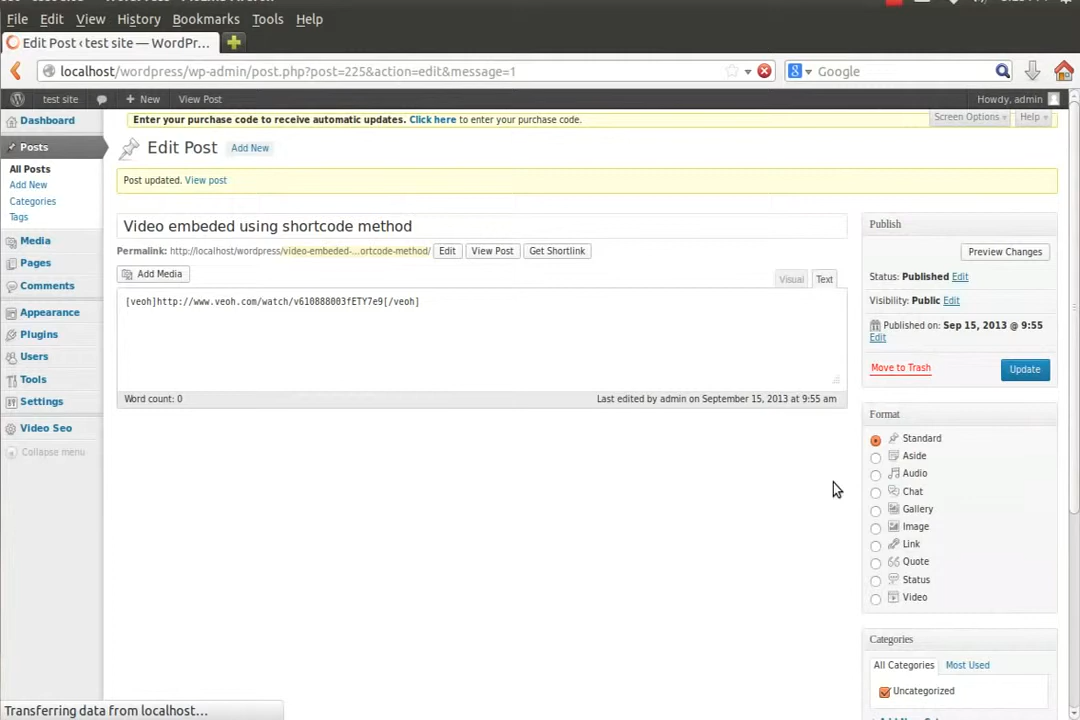 File Edit View History Bookmarks Tools Help
Edit Post ‹ test site — WordPr...
localhost/wordpress/wp-admin/post.php?post=225&action=edit&message=1
Google
test site
New
View Post
Howdy, admin
Dashboard
Enter your purchase code to receive automatic updates. Click here to enter your purchase code.
Screen Options
Help
Posts
Edit Post
Add New
All Posts
Add New
Categories
Tags
Media
Pages
Comments
Appearance
Plugins
Users
Tools
Settings
Video Seo
Collapse menu
Post updated. View post
Video embeded using shortcode method
Permalink: http://localhost/wordpress/video-embeded-...ortcode-method/ Edit View Post Get Shortlink
Add Media
Visual Text
[veoh]http://www.veoh.com/watch/v610888003fETY7e9[/veoh]
Word count: 0
Last edited by admin on September 15, 2013 at 9:55 am
Publish
Preview Changes
Status: Published Edit
Visibility: Public Edit
Published on: Sep 15, 2013 @ 9:55
Edit
Move to Trash
Update
Format
Standard
Aside
Audio
Chat
Gallery
Image
Link
Quote
Status
Video
Categories
All Categories Most Used
Uncategorized
Transferring data from localhost...